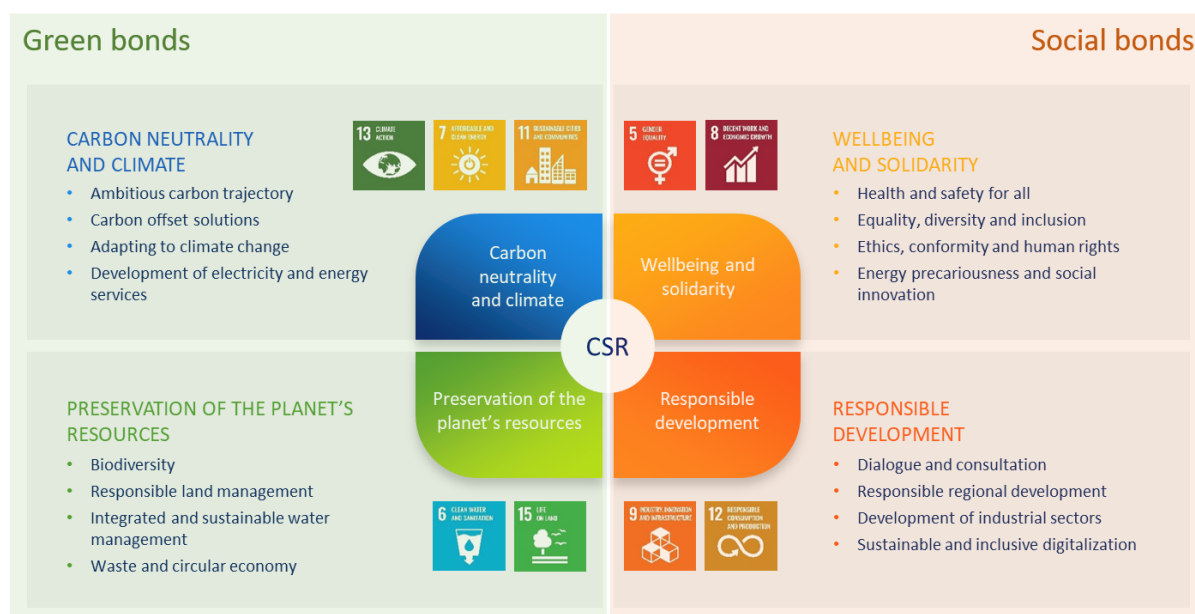 Green bonds
Social bonds
CARBON NEUTRALITY
AND CLIMATE
• Ambitious carbon trajectory
• Carbon offset solutions
• Adapting to climate change
• Development of electricity and energy
services
13 CLIMATE
ACTION
7 AFFORDABLE AND
CLEAN ENERGY
11 SUSTAINABLE CITIES
AND COMMUNITIES
5 GENDER
EQUALITY
8 DECENT WORK AND
ECONOMIC GROWTH
WELLBEING
AND SOLIDARITY
• Health and safety for all
• Equality, diversity and inclusion
• Ethics, conformity and human rights
• Energy precariousness and social
innovation
Carbon
neutrality
and climate
Wellbeing and
solidarity
CSR
Preservation of the
planet's resources
Responsible
development
PRESERVATION OF THE PLANET'S
RESOURCES
• Biodiversity
• Responsible land management
• Integrated and sustainable water
management
• Waste and circular economy
6 CLEAN WATER
AND SANITATION
15 LIFE
ON LAND
9 INDUSTRY, INNOVATION
AND INFRASTRUCTURE
12 RESPONSIBLE
CONSUMPTION
AND PRODUCTION
RESPONSIBLE
DEVELOPMENT
• Dialogue and consultation
• Responsible regional development
• Development of industrial sectors
• Sustainable and inclusive digitalization